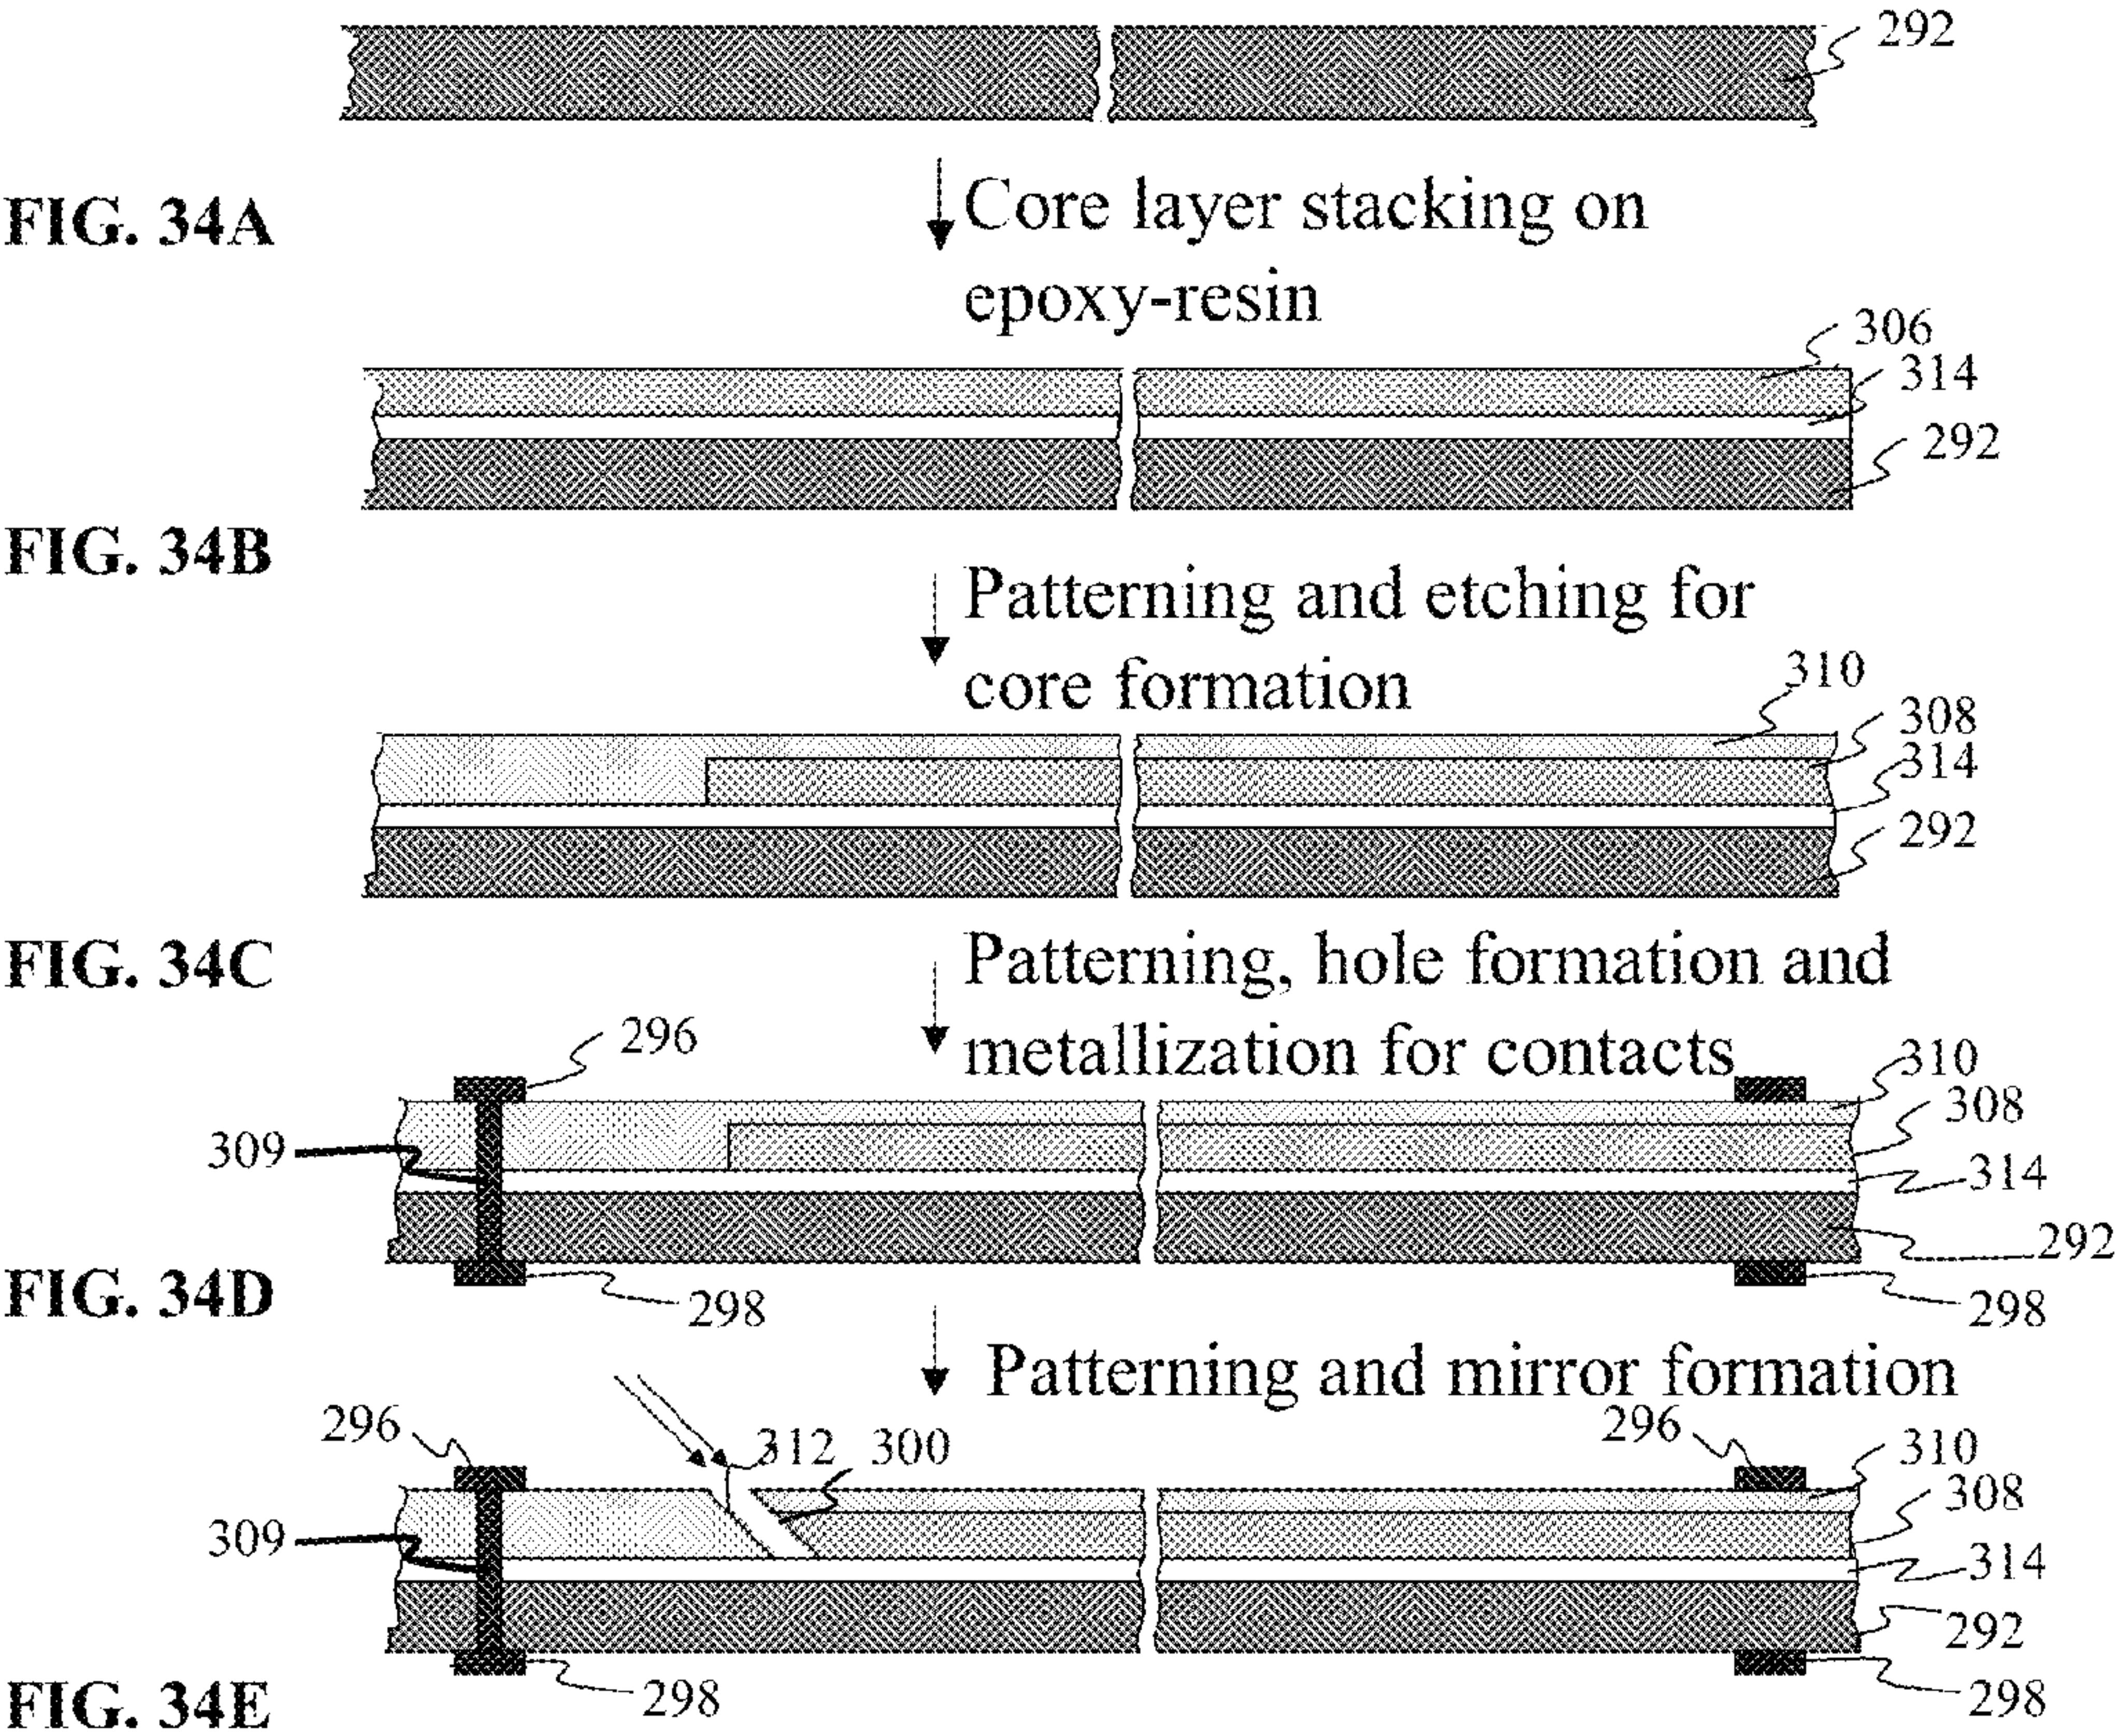 292
FIG. 34A
Core layer stacking on
epoxy-resin
306
314
292
FIG. 34B
Patterning and etching for
core formation
310
308
314
292
FIG. 34C
Patterning, hole formation and
metallization for contacts
296
310
308
309
314
292
298
298
FIG. 34D
Patterning and mirror formation
296
312
300
296
310
308
309
314
292
298
298
FIG. 34E